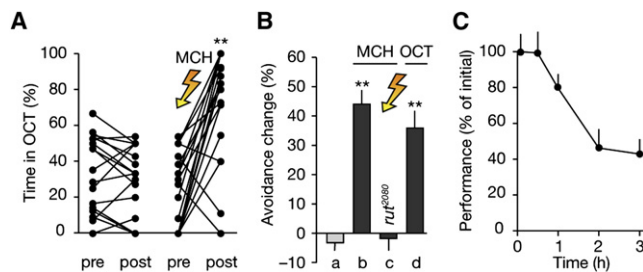 A
Time in OCT (%)
100
80
60
40
20
0
MCH
**
pre post pre post
B
Avoidance change (%)
60
50
40
30
20
10
0
−10
MCH OCT
**
**
rut2080
a b c d
C
Performance (% of initial)
100
80
60
40
20
0
0 1 2 3
Time (h)